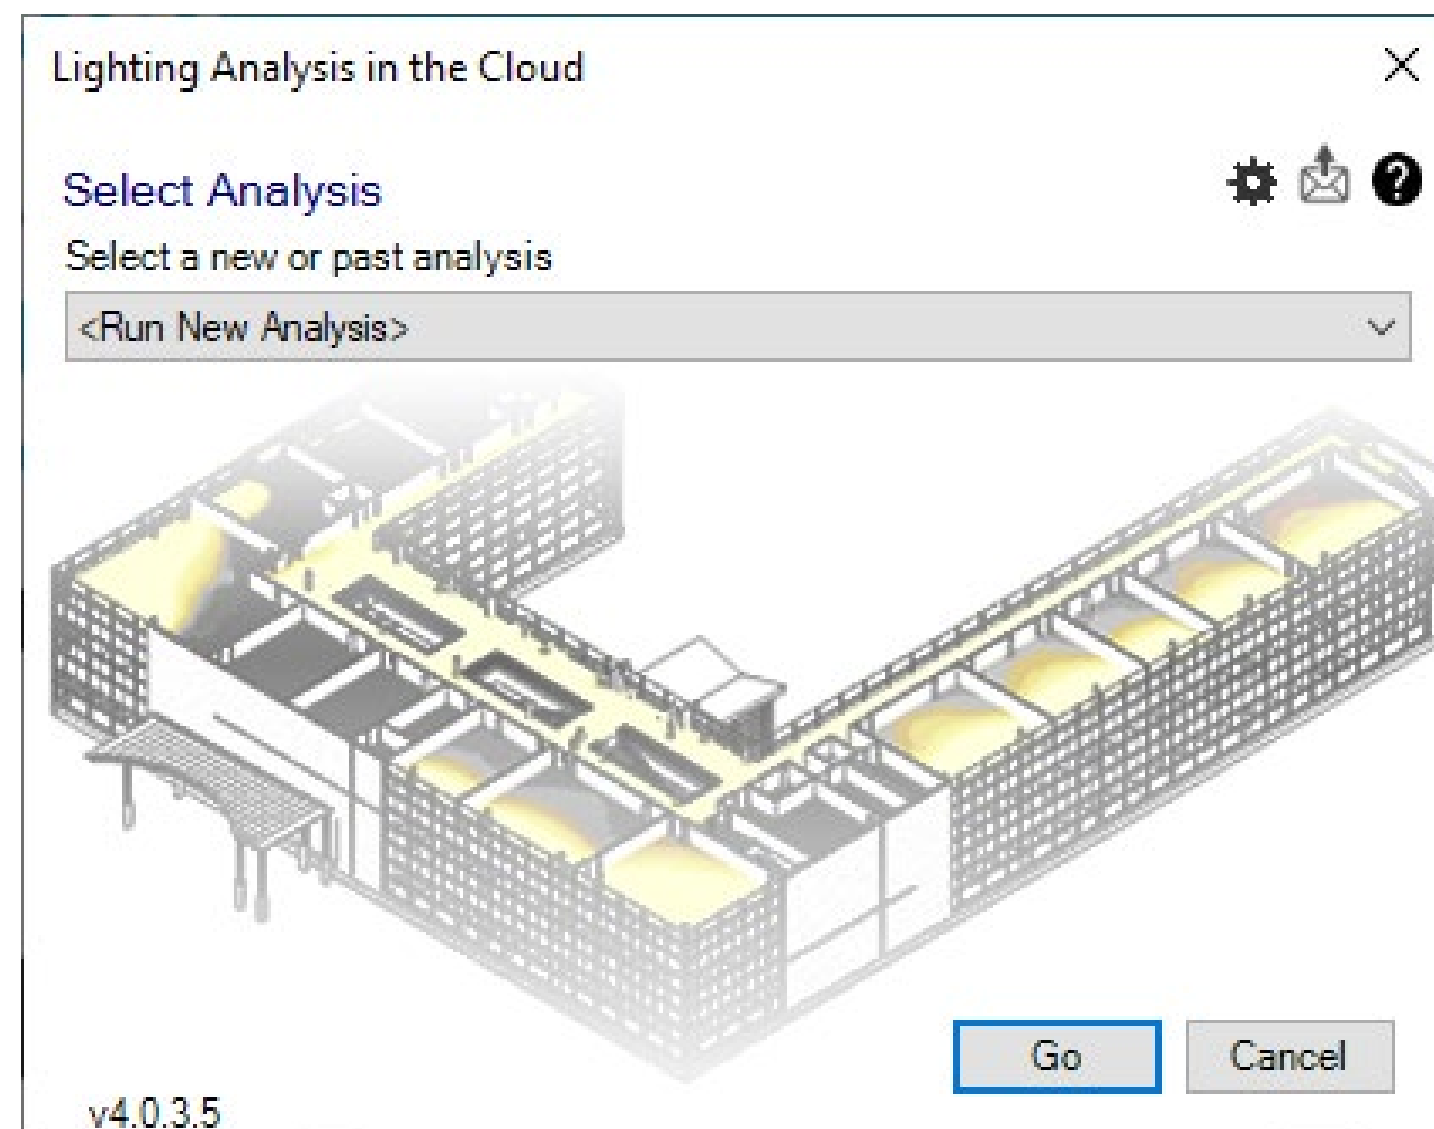 Lighting Analysis in the Cloud
Select Analysis
Select a new or past analysis
<Run New Analysis>
Go
Cancel
v4.0.3.5